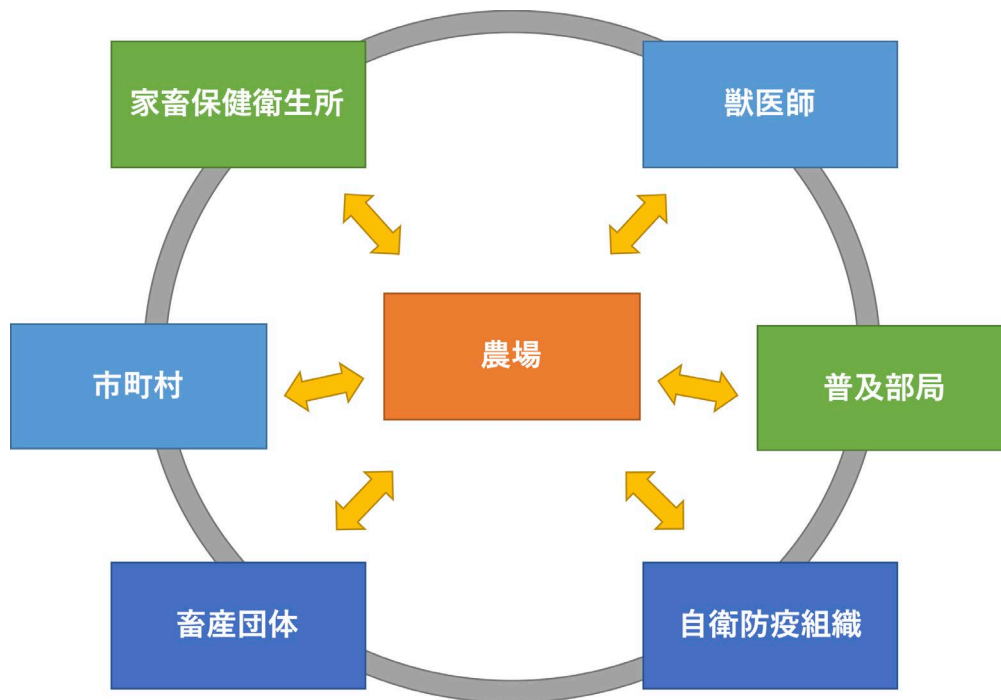 家畜保健衛生所
獣医師
農場
市町村
普及部局
畜産団体
自衛防疫組織